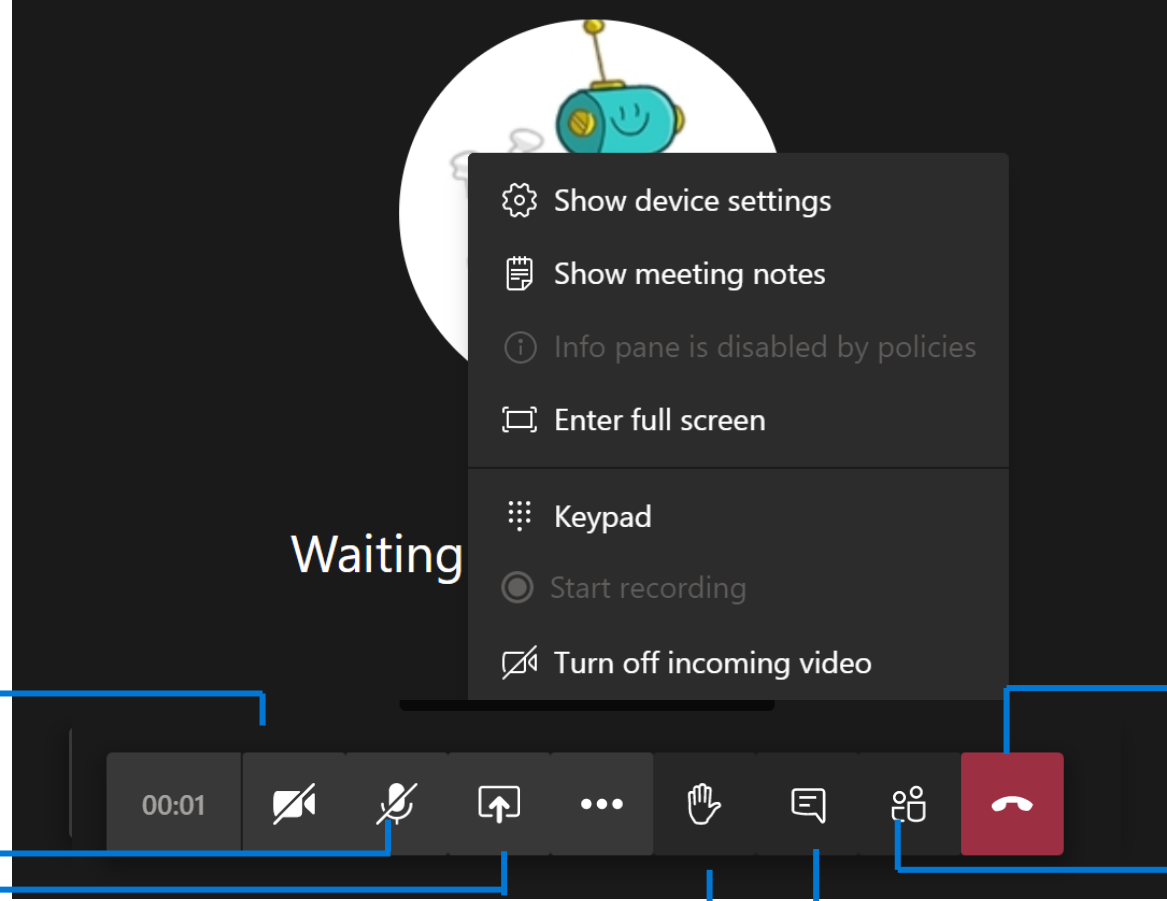 Show device settings
Show meeting notes
Info pane is disabled by policies
Enter full screen
Keypad
Waiting
Start recording
Turn off incoming video
00:01